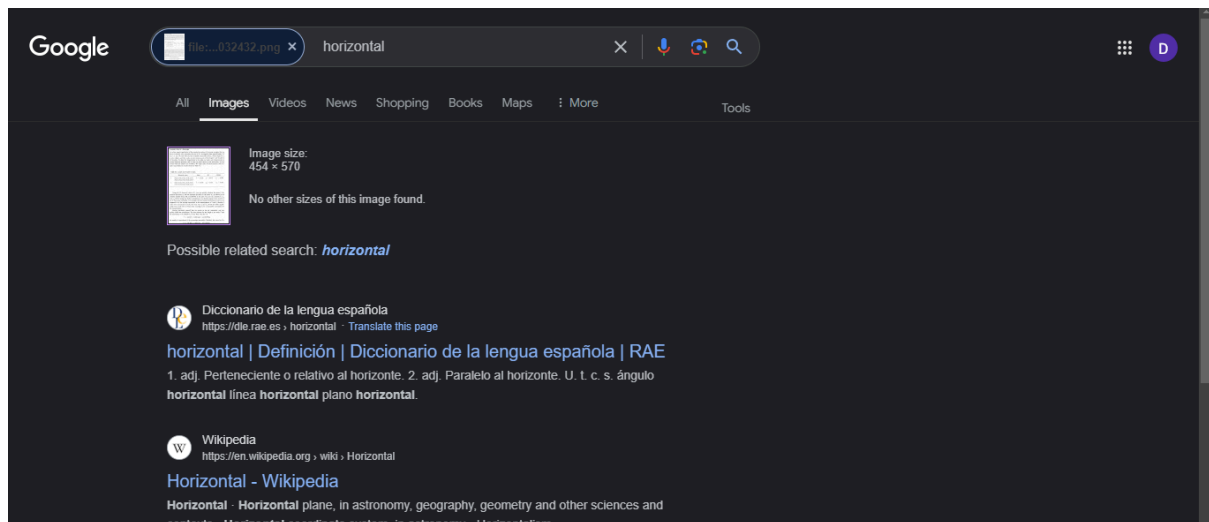 Google
file:...032432.png × horizontal
All Images Videos News Shopping Books Maps More
Tools
D
Image size:
454 × 570
No other sizes of this image found.
Possible related search: horizontal
Diccionario de la lengua española
https://dle.rae.es › horizontal · Translate this page
horizontal | Definición | Diccionario de la lengua española | RAE
1. adj. Perteneciente o relativo al horizonte. 2. adj. Paralelo al horizonte. U. t. c. s. ángulo
horizontal línea horizontal plano horizontal.
W
Wikipedia
https://en.wikipedia.org › wiki › Horizontal
Horizontal - Wikipedia
Horizontal · Horizontal plane, in astronomy, geography, geometry and other sciences and